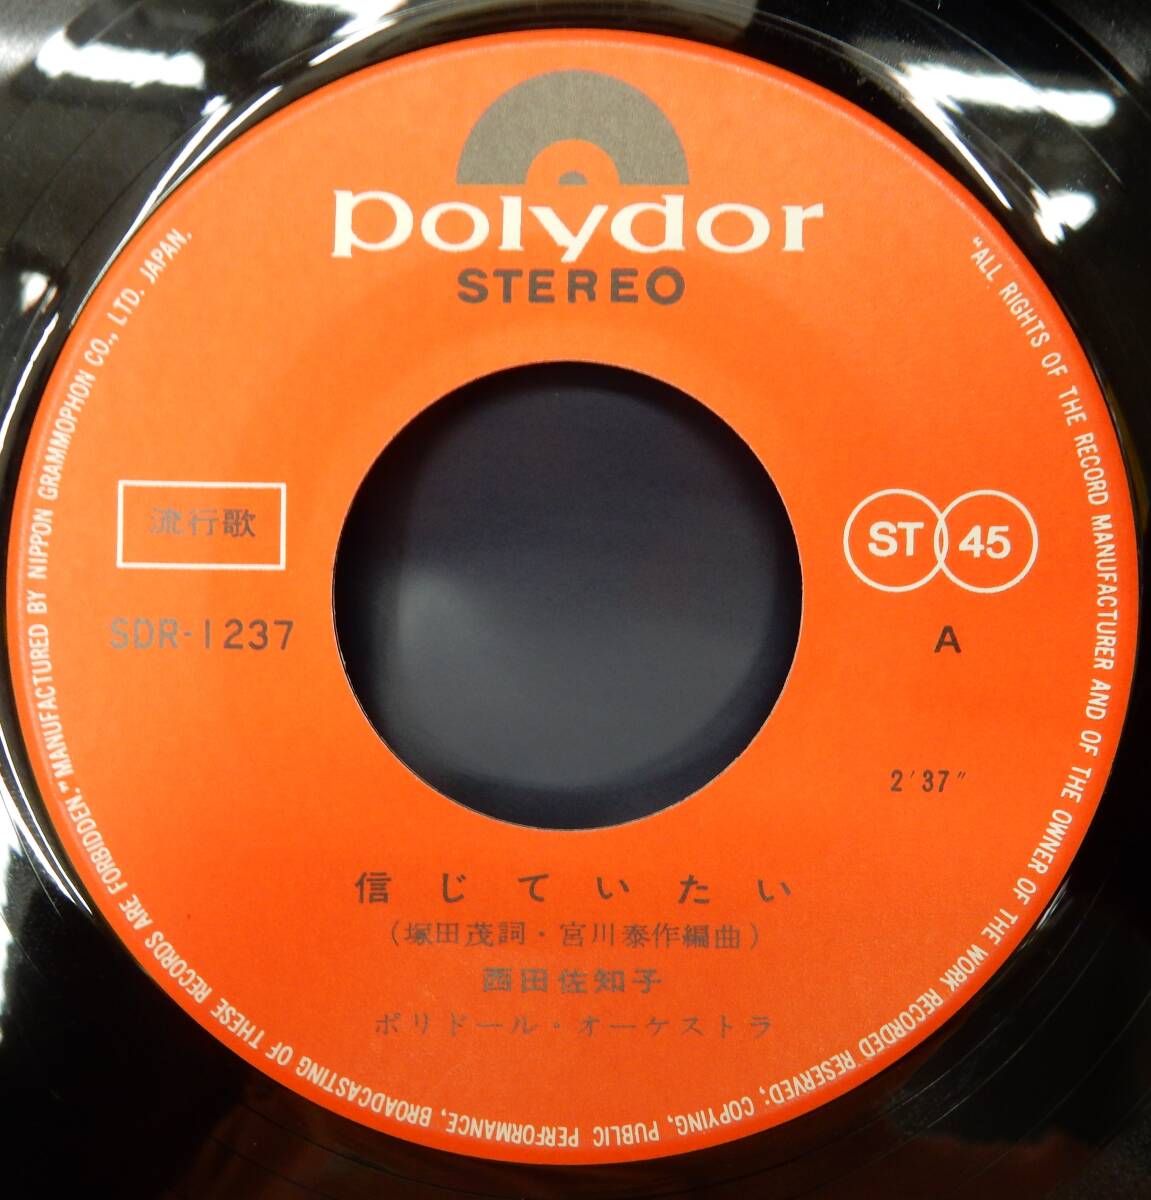 polydor
STEREO
流行歌
SDR-1237
ST 45
A
2'37"
信じていたい
(塚田茂詞・宮川泰作編曲)
西田佐知子
ポリドール・オーケストラ
"ALL RIGHTS OF THE RECORD MANUFACTURER AND OF THE OWNER OF THE WORK RECORDED RESERVED; COPYING, PUBLIC PERFORMANCE, BROADCASTING OF THESE RECORDS ARE FORBIDDEN." MANUFACTURED BY NIPPON GRAMMOPHON CO., LTD. JAPAN.